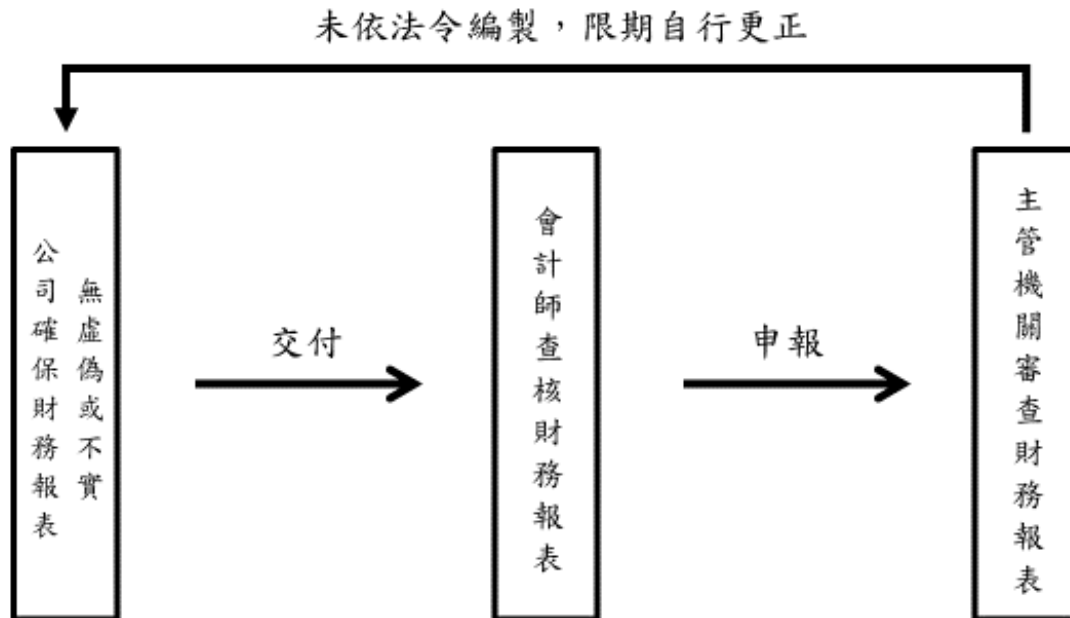 未依法令編製，限期自行更正
公司確保財務報表
無虛偽或不實
交付
會計師查核財務報表
申報
主管機關審查財務報表